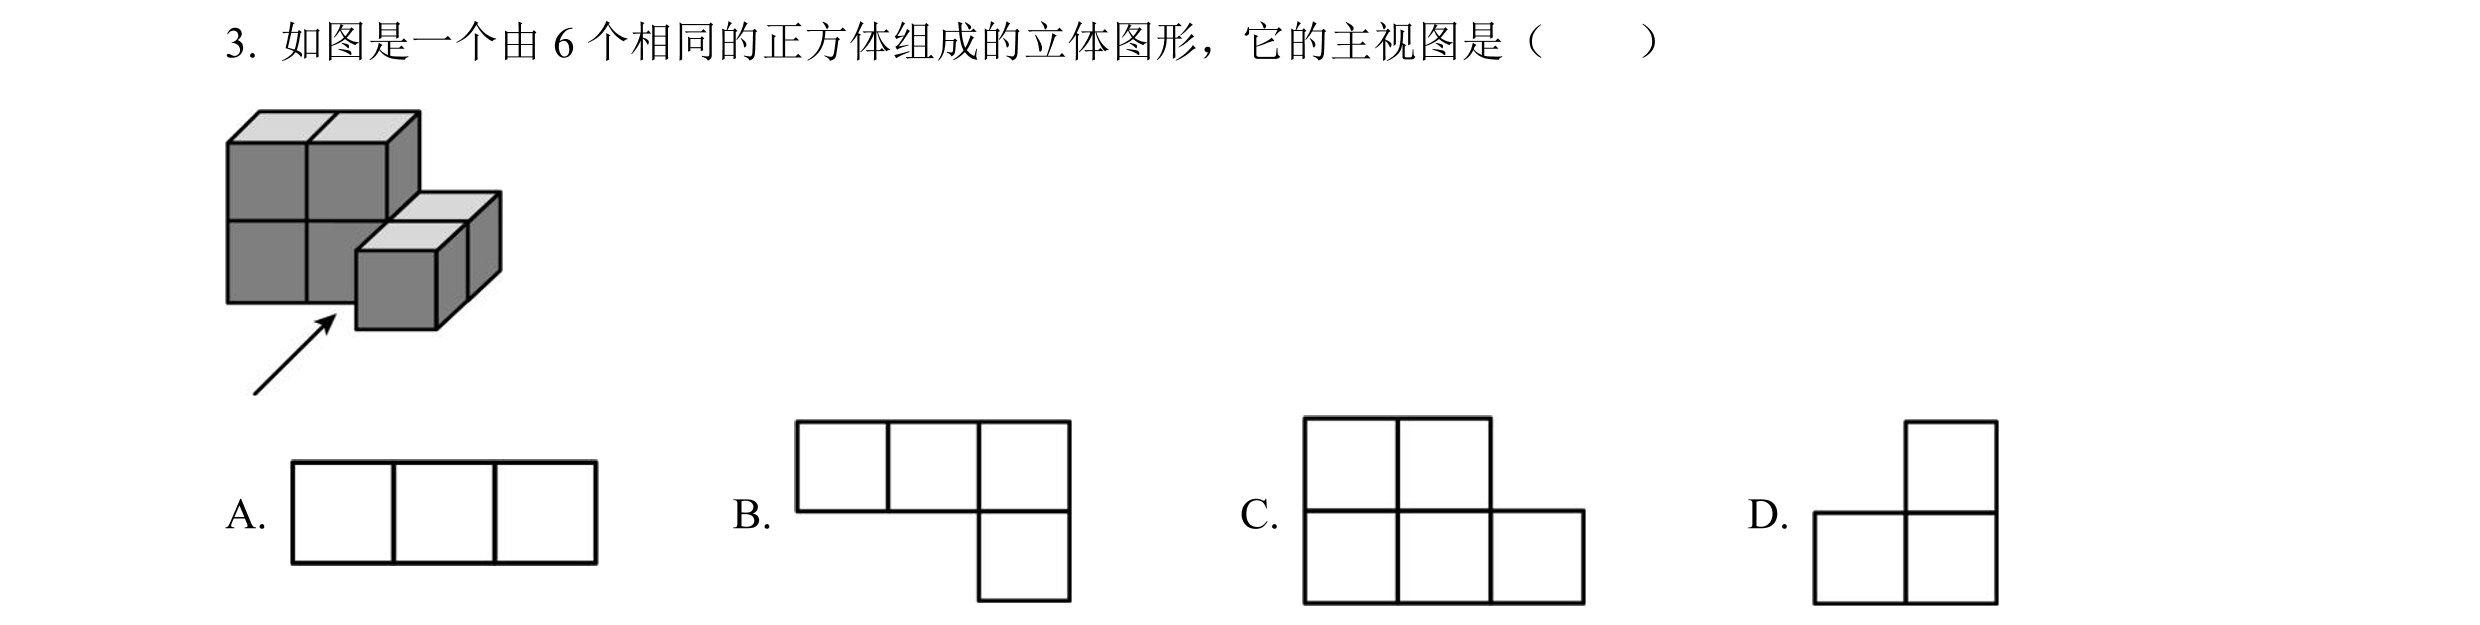 3. 如图是一个由 6 个相同的正方体组成的立体图形，它的主视图是（　　）
A. B. C. D.